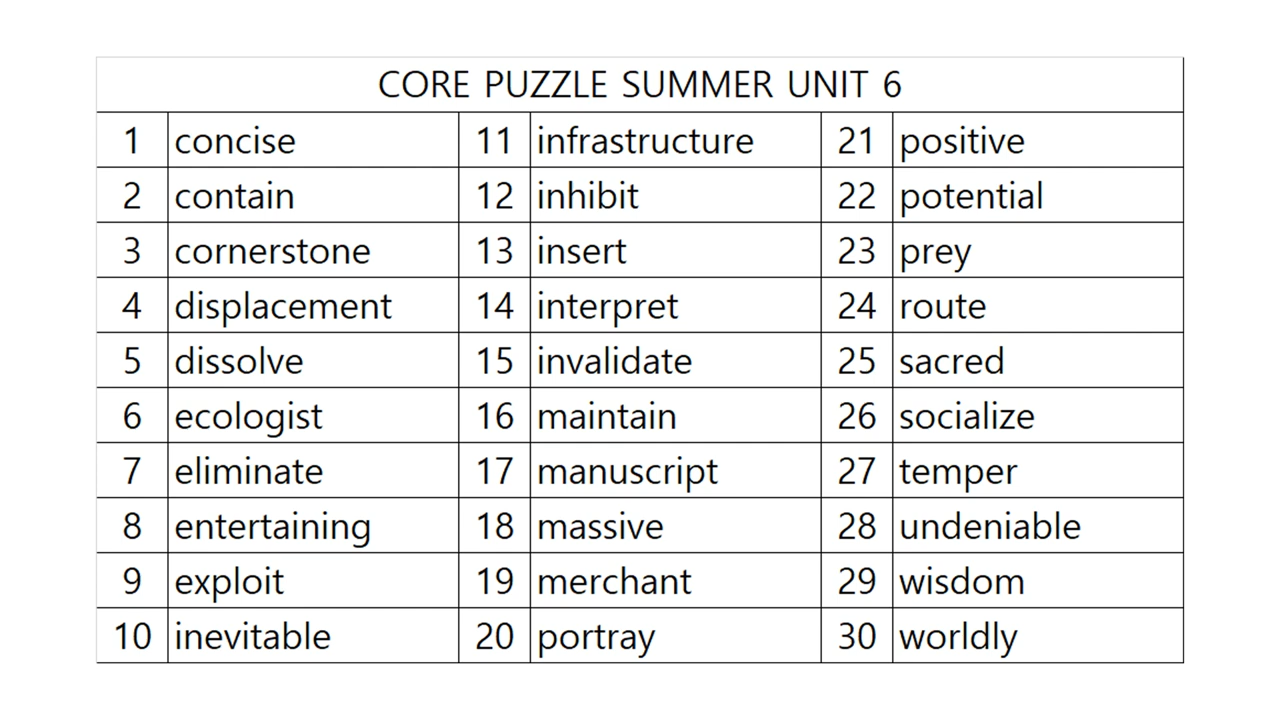 CORE PUZZLE SUMMER UNIT 6
1 concise 11 infrastructure 21 positive
2 contain 12 inhibit 22 potential
3 cornerstone 13 insert 23 prey
4 displacement 14 interpret 24 route
5 dissolve 15 invalidate 25 sacred
6 ecologist 16 maintain 26 socialize
7 eliminate 17 manuscript 27 temper
8 entertaining 18 massive 28 undeniable
9 exploit 19 merchant 29 wisdom
10 inevitable 20 portray 30 worldly